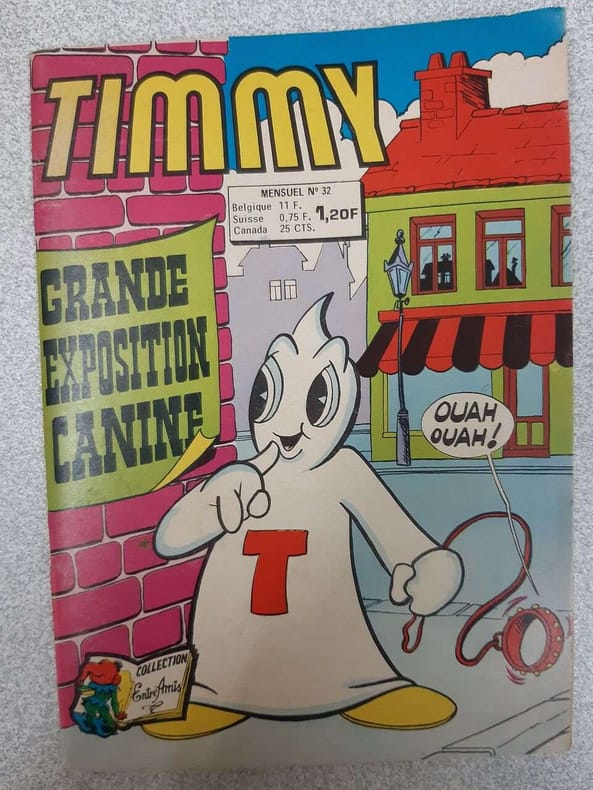 TIMMY
MENSUEL Nº 32
Belgique 11 F.
Suisse 0,75 F. 1,20F
Canada 25 CTS.
GRANDE
EXPOSITION
CANINE
OUAH
OUAH!
T
COLLECTION
Entre Amis